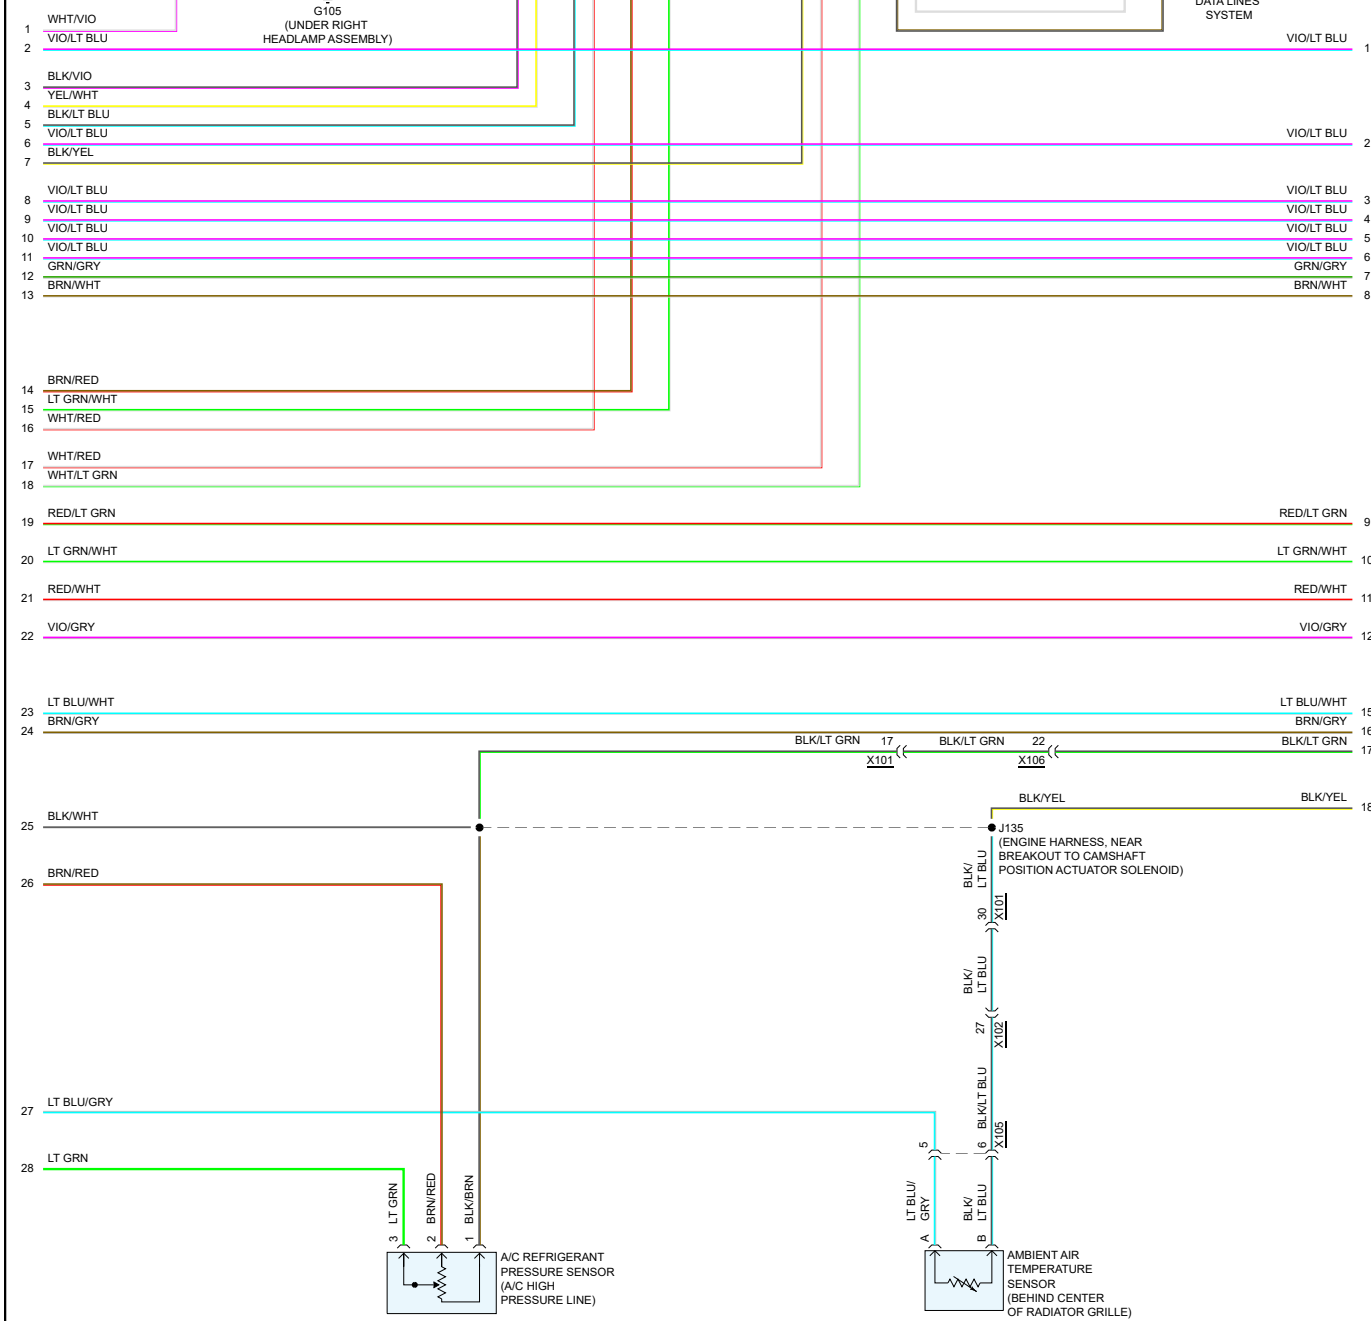 G105
(UNDER RIGHT
HEADLAMP ASSEMBLY)
DATA LINES
SYSTEM
1 WHT/VIO
2 VIO/LT BLU VIO/LT BLU 1
3 BLK/VIO
4 YEL/WHT
5 BLK/LT BLU
6 VIO/LT BLU VIO/LT BLU 2
7 BLK/YEL
8 VIO/LT BLU VIO/LT BLU 3
9 VIO/LT BLU VIO/LT BLU 4
10 VIO/LT BLU VIO/LT BLU 5
11 VIO/LT BLU VIO/LT BLU 6
12 GRN/GRY GRN/GRY 7
13 BRN/WHT BRN/WHT 8
14 BRN/RED
15 LT GRN/WHT
16 WHT/RED
17 WHT/RED
18 WHT/LT GRN
19 RED/LT GRN RED/LT GRN 9
20 LT GRN/WHT LT GRN/WHT 10
21 RED/WHT RED/WHT 11
22 VIO/GRY VIO/GRY 12
23 LT BLU/WHT LT BLU/WHT 15
24 BRN/GRY BRN/GRY 16
BLK/LT GRN 17 BLK/LT GRN 22 BLK/LT GRN 17
X101 X106
BLK/YEL BLK/YEL 18
25 BLK/WHT
J135
(ENGINE HARNESS, NEAR
BREAKOUT TO CAMSHAFT
POSITION ACTUATOR SOLENOID)
26 BRN/RED
BLK/
LT BLU
30
X101
BLK/
LT BLU
27
X102
BLK/LT BLU
27 LT BLU/GRY
5
6
X105
28 LT GRN
3 LT GRN
2 BRN/RED
1 BLK/BRN
A LT BLU/
GRY
B BLK/
LT BLU
A/C REFRIGERANT
PRESSURE SENSOR
(A/C HIGH
PRESSURE LINE)
AMBIENT AIR
TEMPERATURE
SENSOR
(BEHIND CENTER
OF RADIATOR GRILLE)